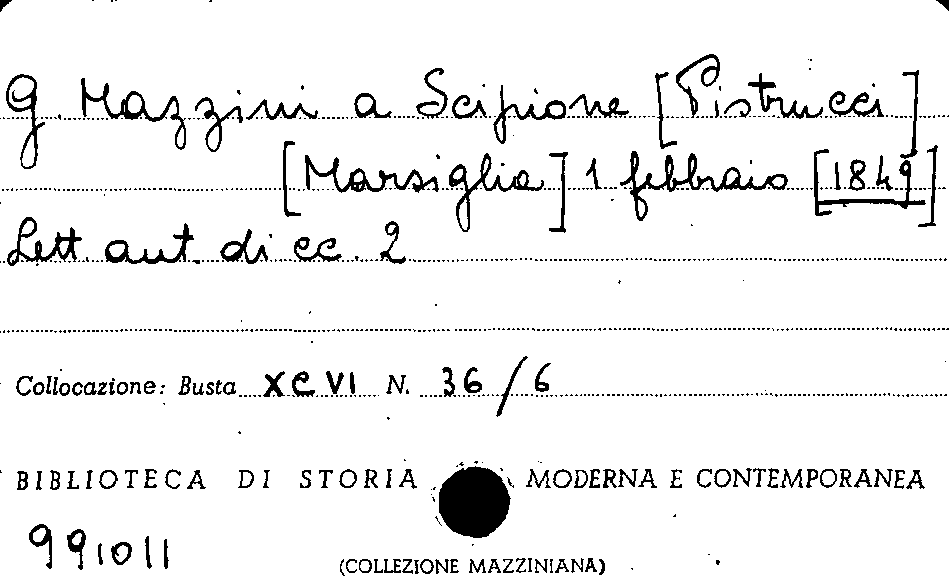 G. Mazzini a Scipione [Pistrucci]
[Marsiglia] 1 febbraio [1849]
Lett. aut. di cc. 2
Collocazione: Busta XCVI N. 36/6
BIBLIOTECA DI STORIA MODERNA E CONTEMPORANEA
991011
(COLLEZIONE MAZZINIANA)